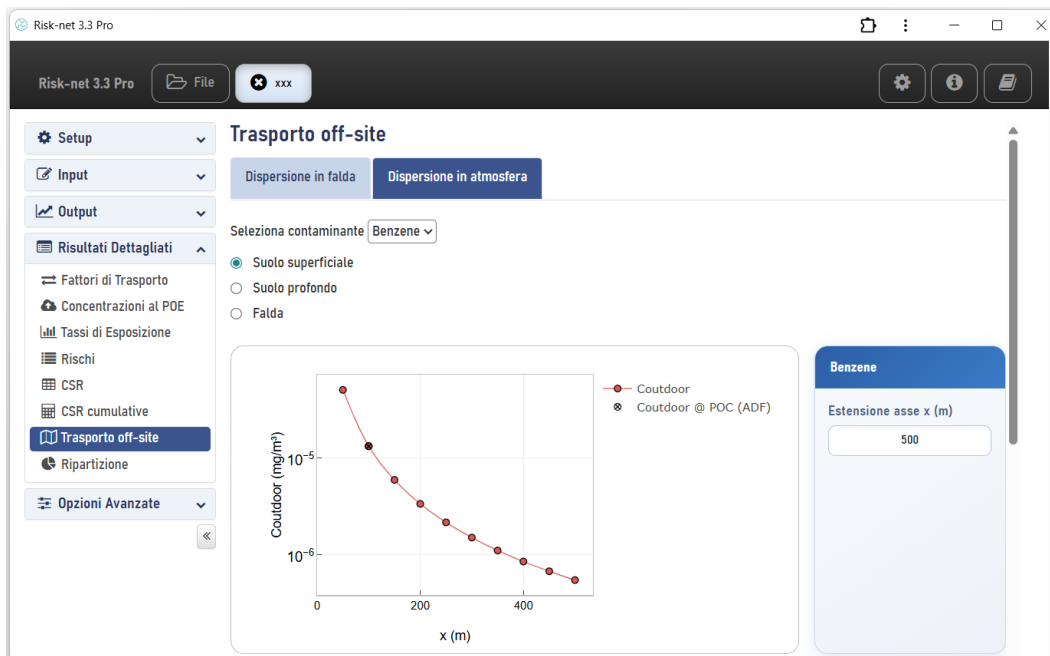 Risk-net 3.3 Pro
Risk-net 3.3 Pro
File
xxx
Setup
Input
Output
Risultati Dettagliati
Fattori di Trasporto
Concentrazioni al POE
Tassi di Esposizione
Rischi
CSR
CSR cumulative
Trasporto off-site
Ripartizione
Opzioni Avanzate
«
Trasporto off-site
Dispersione in falda
Dispersione in atmosfera
Seleziona contaminante Benzene
Suolo superficiale
Suolo profondo
Falda
Coutdoor (mg/m³)
10⁻⁵
10⁻⁶
0 200 400
x (m)
Coutdoor
Coutdoor @ POC (ADF)
Benzene
Estensione asse x (m)
500